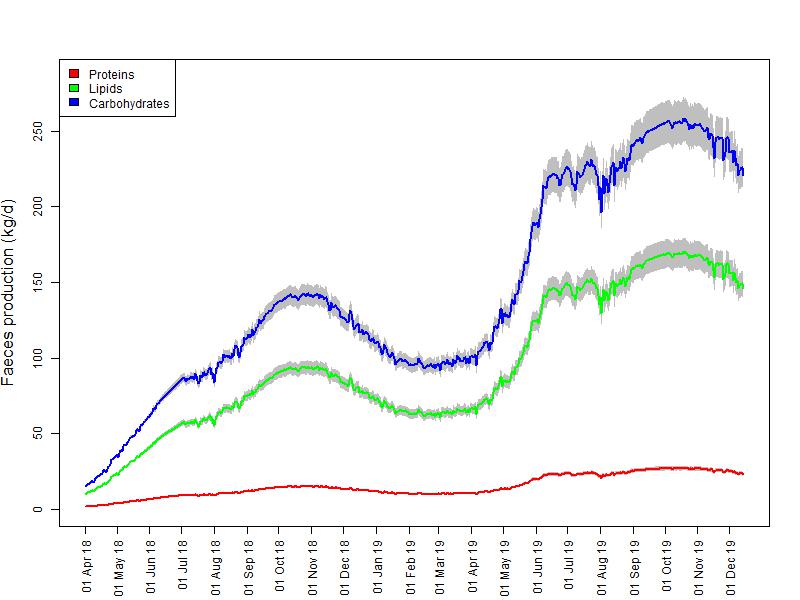 Proteins
Lipids
Carbohydrates
Faeces production (kg/d)
250
200
150
100
50
0
01 Apr 18
01 May 18
01 Jun 18
01 Jul 18
01 Aug 18
01 Sep 18
01 Oct 18
01 Nov 18
01 Dec 18
01 Jan 19
01 Feb 19
01 Mar 19
01 Apr 19
01 May 19
01 Jun 19
01 Jul 19
01 Aug 19
01 Sep 19
01 Oct 19
01 Nov 19
01 Dec 19